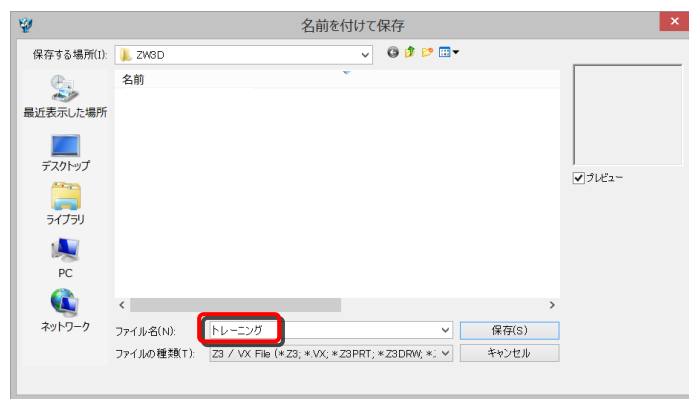 名前を付けて保存
保存する場所(I): ZW3D
名前
最近表示した場所
デスクトップ
ライブラリ
PC
ネットワーク
プレビュー
ファイル名(N): トレーニング 保存(S)
ファイルの種類(T): Z3 / VX File (*.Z3; *.VX; *.Z3PRT; *.Z3DRW; *.: キャンセル